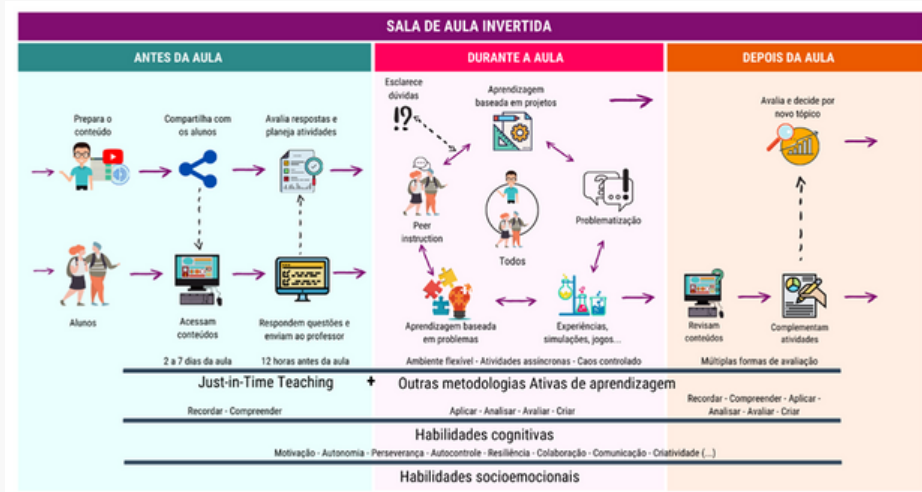 SALA DE AULA INVERTIDA
ANTES DA AULA
DURANTE A AULA
DEPOIS DA AULA
Prepara o
conteúdo
Compartilha com
os alunos
Avalia respostas e
planeja atividades
Alunos
Acessam
conteúdos
Respondem questões e
enviam ao professor
2 a 7 dias da aula
12 horas antes da aula
Esclarece
dúvidas
!?
Aprendizagem
baseada em projetos
Peer
instruction
Todos
Problematização
Aprendizagem baseada
em problemas
Experiências,
simulações, jogos...
Ambiente flexível - Atividades assíncronas - Caos controlado
Avalia e decide por
novo tópico
Revisam
conteúdos
Complementam
atividades
Múltiplas formas de avaliação
Just-in-Time Teaching + Outras metodologias Ativas de aprendizagem
Recordar - Compreender
Aplicar - Analisar - Avaliar - Criar
Recordar - Compreender - Aplicar -
Analisar - Avaliar - Criar
Habilidades cognitivas
Motivação - Autonomia - Perseverança - Autocontrole - Resiliência - Colaboração - Comunicação - Criatividade (...)
Habilidades socioemocionais